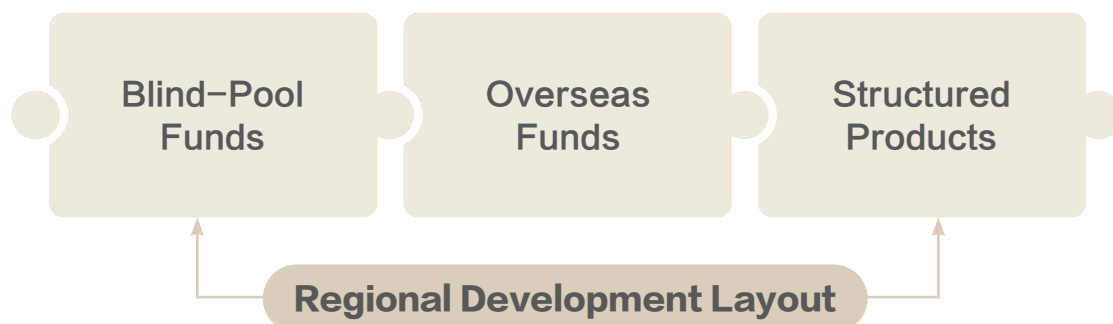 Blind-Pool
Funds
Overseas
Funds
Structured
Products
Regional Development Layout